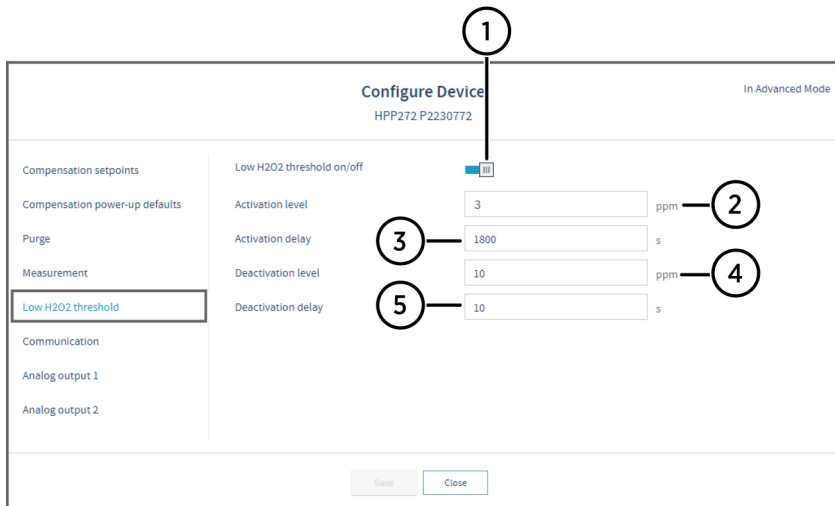 1
Configure Device
In Advanced Mode
HPP272 P2230772
Compensation setpoints
Compensation power-up defaults
Purge
Measurement
Low H2O2 threshold
Communication
Analog output 1
Analog output 2
Low H2O2 threshold on/off
Activation level 3 ppm 2
Activation delay 3 1800 s
Deactivation level 10 ppm 4
Deactivation delay 5 10 s
Save Close